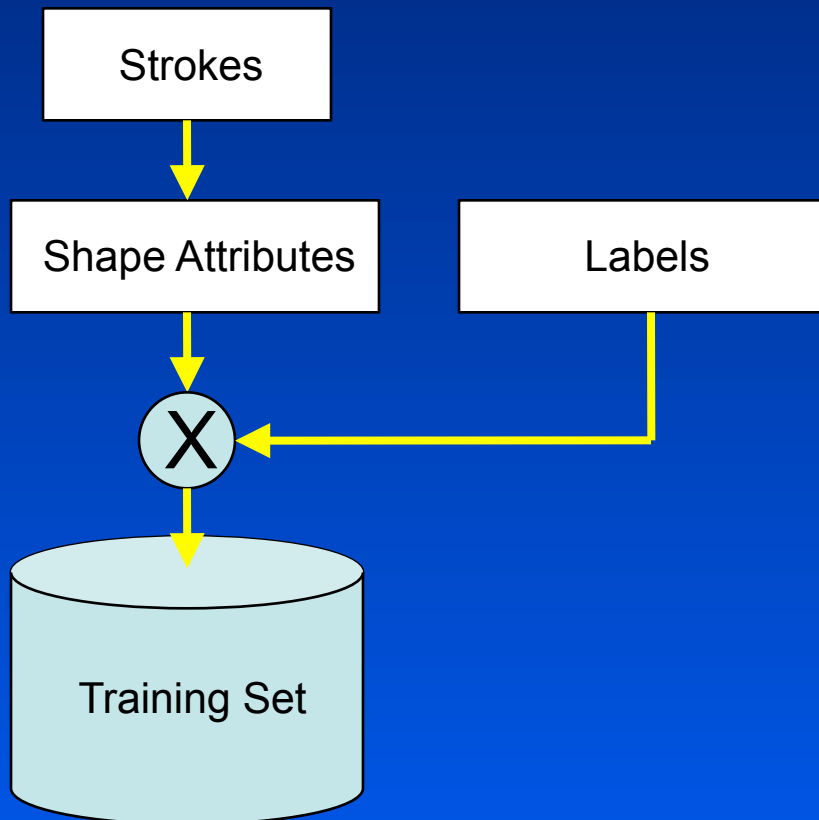 Strokes
Shape Attributes
Labels
X
Training Set